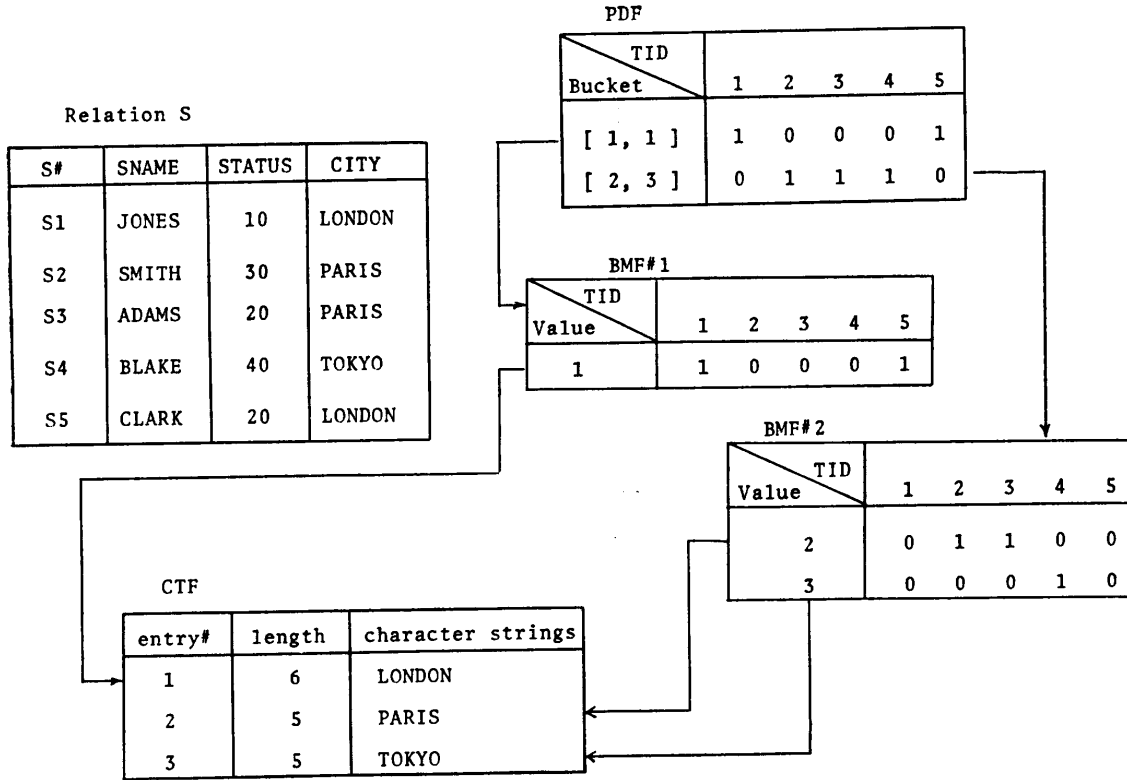 Relation S
S# SNAME STATUS CITY
S1 JONES 10 LONDON
S2 SMITH 30 PARIS
S3 ADAMS 20 PARIS
S4 BLAKE 40 TOKYO
S5 CLARK 20 LONDON
PDF
TID
Bucket 1 2 3 4 5
[ 1, 1 ] 1 0 0 0 1
[ 2, 3 ] 0 1 1 1 0
BMF#1
TID
Value 1 2 3 4 5
1 1 0 0 0 1
BMF#2
TID
Value 1 2 3 4 5
2 0 1 1 0 0
3 0 0 0 1 0
CTF
entry# length character strings
1 6 LONDON
2 5 PARIS
3 5 TOKYO